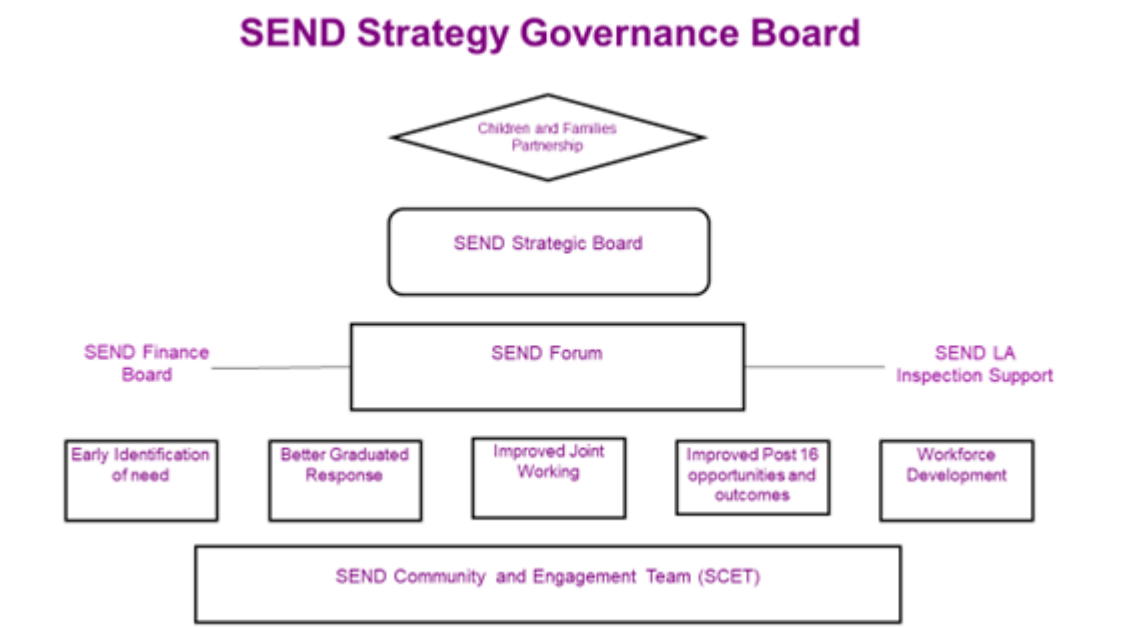 SEND Strategy Governance Board
Children and Families
Partnership
SEND Strategic Board
SEND Finance
Board
SEND Forum
SEND LA
Inspection Support
Early Identification
of need
Better Graduated
Response
Improved Joint
Working
Improved Post 16
opportunities and
outcomes
Workforce
Development
SEND Community and Engagement Team (SCET)